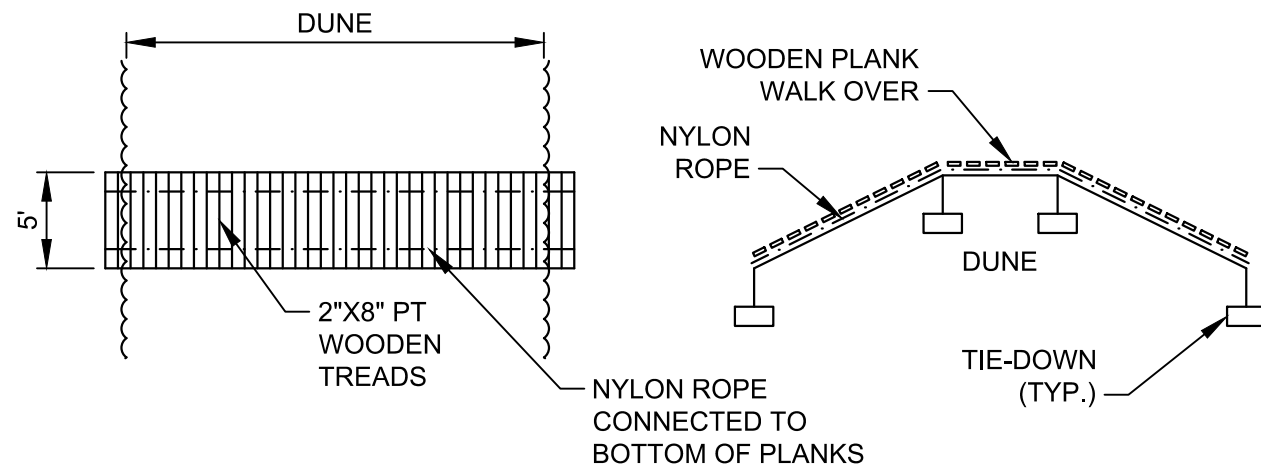 DUNE
5'
2"X8" PT
WOODEN
TREADS
NYLON ROPE
CONNECTED TO
BOTTOM OF PLANKS
WOODEN PLANK
WALK OVER
NYLON
ROPE
DUNE
TIE-DOWN
(TYP.)